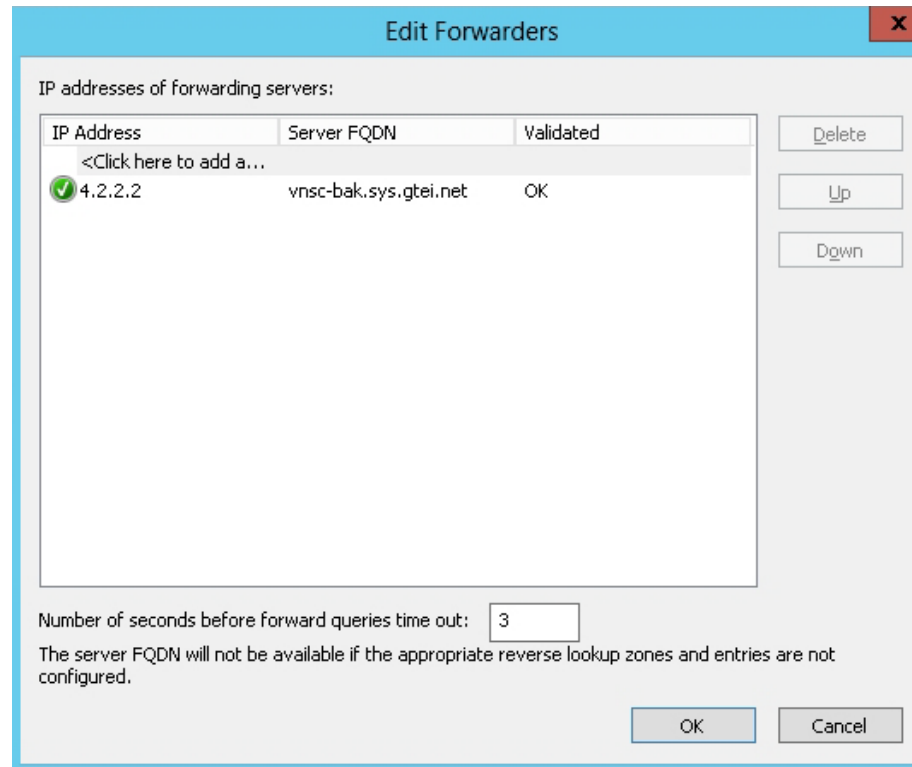 Edit Forwarders
x
IP addresses of forwarding servers:
IP Address Server FQDN Validated
<Click here to add a...
4.2.2.2 vnsc-bak.sys.gtei.net OK
Delete
Up
Down
Number of seconds before forward queries time out: 3
The server FQDN will not be available if the appropriate reverse lookup zones and entries are not
configured.
OK Cancel